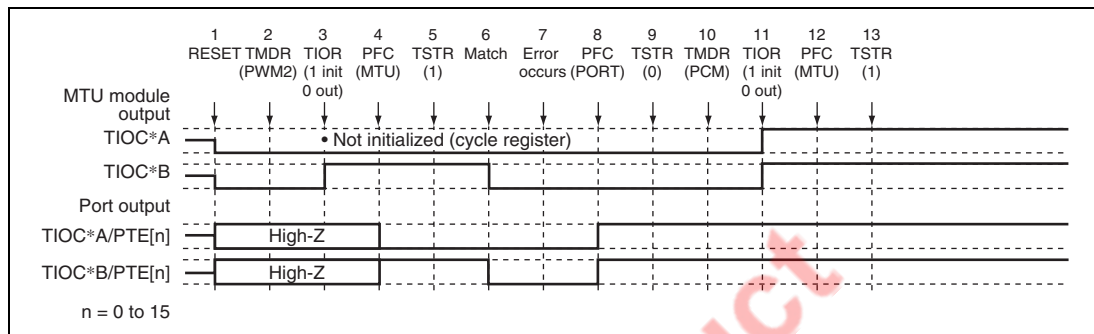 1 2 3 4 5 6 7 8 9 10 11 12 13
RESET TMDR TIOR PFC TSTR Match Error PFC TSTR TMDR TIOR PFC TSTR
(PWM2) (1 init (MTU) (1) occurs (PORT) (0) (PCM) (1 init (MTU) (1)
0 out) 0 out)
MTU module
output
TIOC*A
• Not initialized (cycle register)
TIOC*B
Port output
TIOC*A/PTE[n]
High-Z
TIOC*B/PTE[n]
High-Z
n = 0 to 15